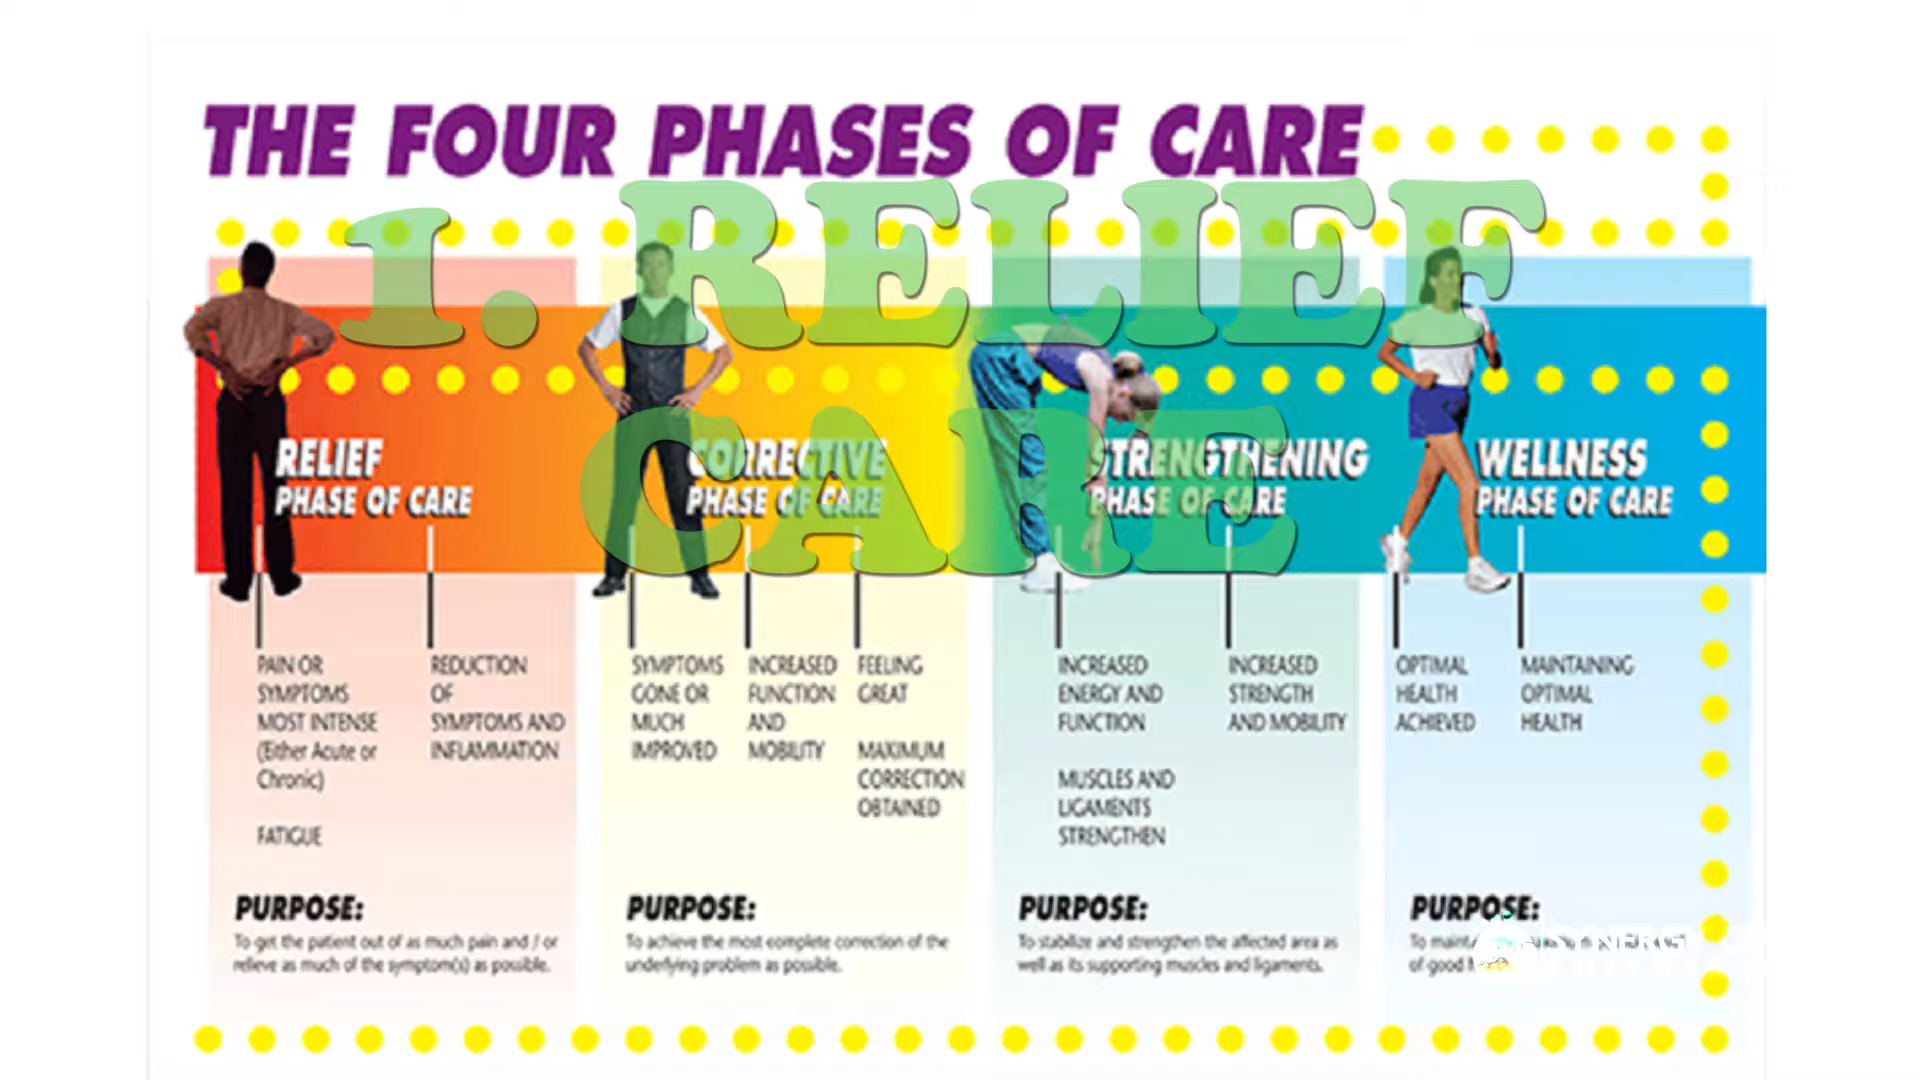 THE FOUR PHASES OF CARE
1. RELIEF
CARE
RELIEF
PHASE OF CARE
PAIN OR
SYMPTOMS
MOST INTENSE
(Either Acute or
Chronic)
FATIGUE
REDUCTION
OF
SYMPTOMS AND
INFLAMMATION
PURPOSE:
To get the patient out of as much pain and / or
relieve as much of the symptom(s) as possible.
CORRECTIVE
PHASE OF CARE
SYMPTOMS
GONE OR
MUCH
IMPROVED
INCREASED
FUNCTION
AND
MOBILITY
FEELING
GREAT
MAXIMUM
CORRECTION
OBTAINED
PURPOSE:
To achieve the most complete correction of the
underlying problem as possible.
STRENGTHENING
PHASE OF CARE
INCREASED
ENERGY AND
FUNCTION
MUSCLES AND
LIGAMENTS
STRENGTHEN
INCREASED
STRENGTH
AND MOBILITY
PURPOSE:
To stabilize and strengthen the affected area as
well as its supporting muscles and ligaments.
WELLNESS
PHASE OF CARE
OPTIMAL
HEALTH
ACHIEVED
MAINTAINING
OPTIMAL
HEALTH
PURPOSE:
To
of good